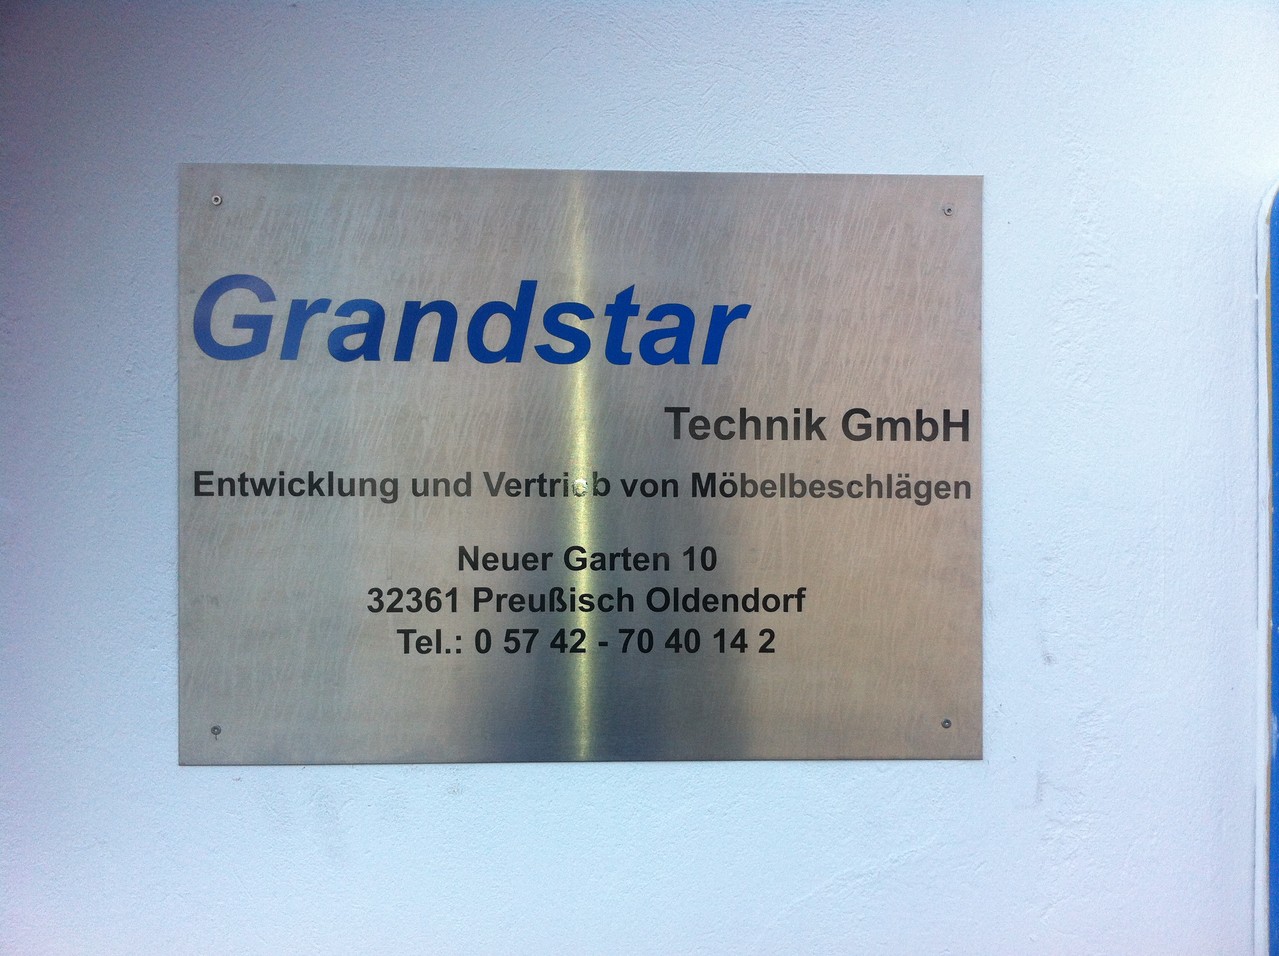 Grandstar
Technik GmbH
Entwicklung und Vertrieb von Möbelbeschlägen
Neuer Garten 10
32361 Preußisch Oldendorf
Tel.: 0 57 42 - 70 40 14 2